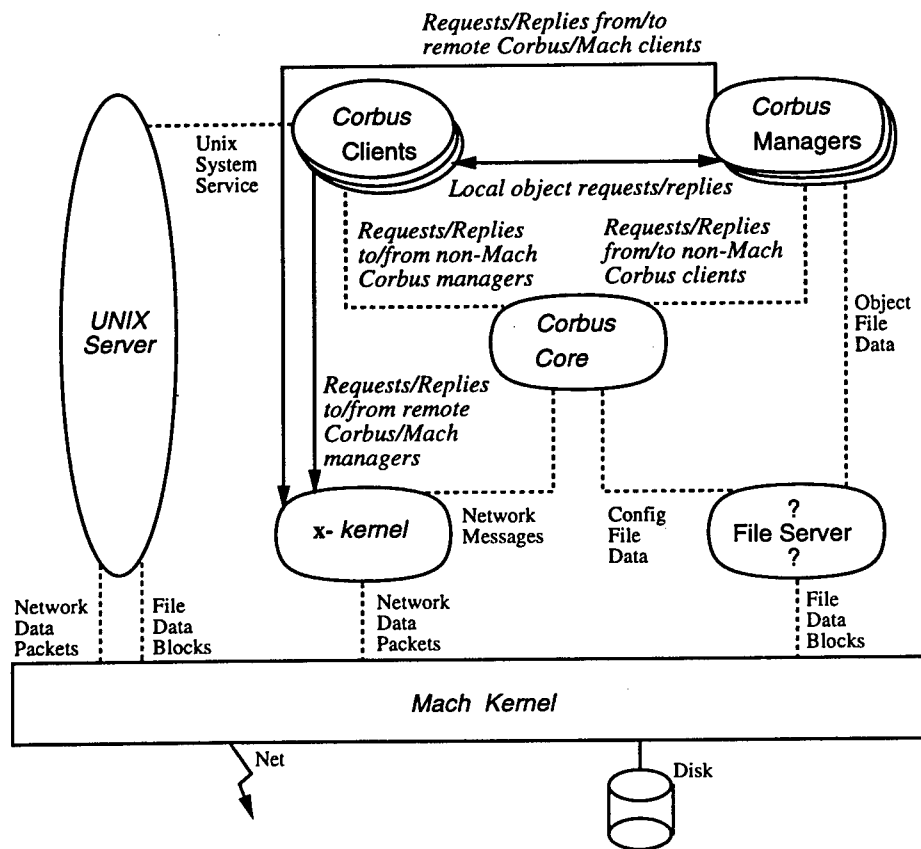 Requests/Replies from/to
remote Corbus/Mach clients
Corbus
Clients
Corbus
Managers
Unix
System
Service
Local object requests/replies
Requests/Replies
to/from non-Mach
Corbus managers
Requests/Replies
from/to non-Mach
Corbus clients
UNIX
Server
Corbus
Core
Object
File
Data
Requests/Replies
to/from remote
Corbus/Mach
managers
x- kernel
Network
Messages
Config
File
Data
?
File Server
?
Network
Data
Packets
File
Data
Blocks
Network
Data
Packets
File
Data
Blocks
Mach Kernel
Net
Disk